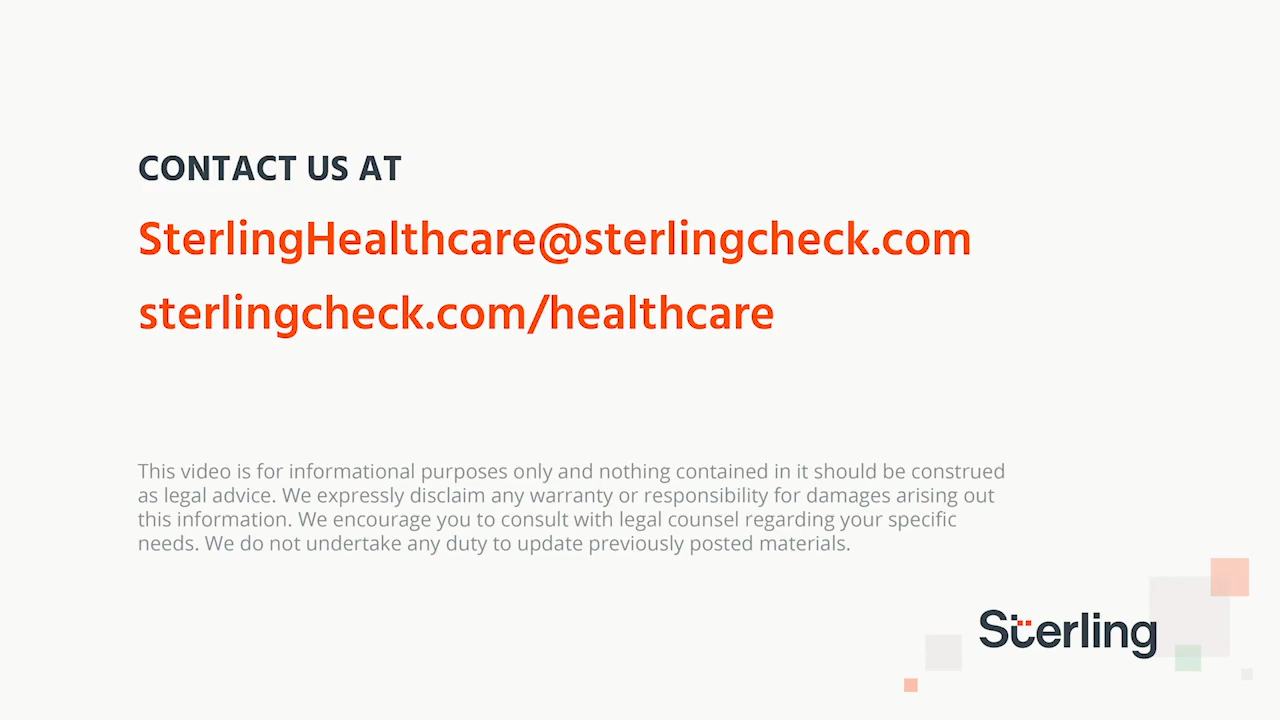 CONTACT US AT
SterlingHealthcare@sterlingcheck.com
sterlingcheck.com/healthcare
This video is for informational purposes only and nothing contained in it should be construed
as legal advice. We expressly disclaim any warranty or responsibility for damages arising out
this information. We encourage you to consult with legal counsel regarding your specific
needs. We do not undertake any duty to update previously posted materials.
Sterling